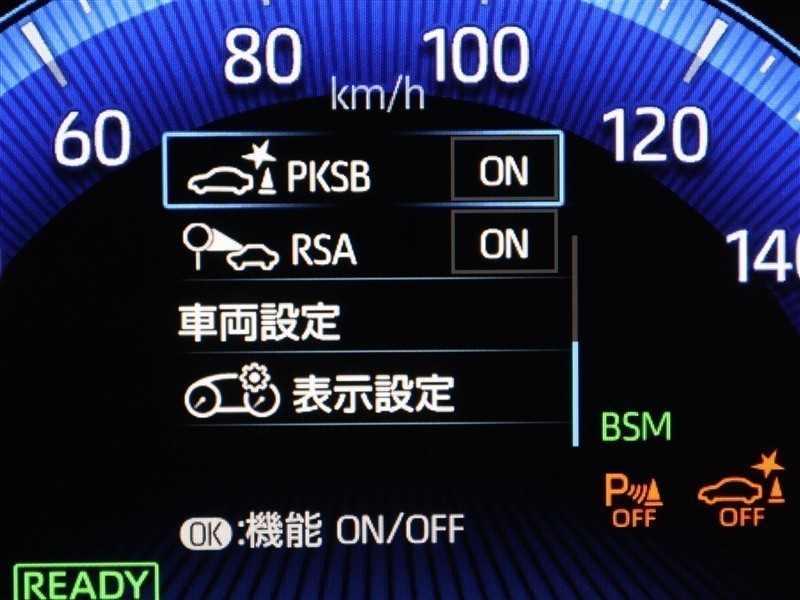 80 100
km/h
60 120
PKSB ON
140
RSA ON
車両設定
表示設定
BSM
P OFF OFF
OK:機能 ON/OFF
READY